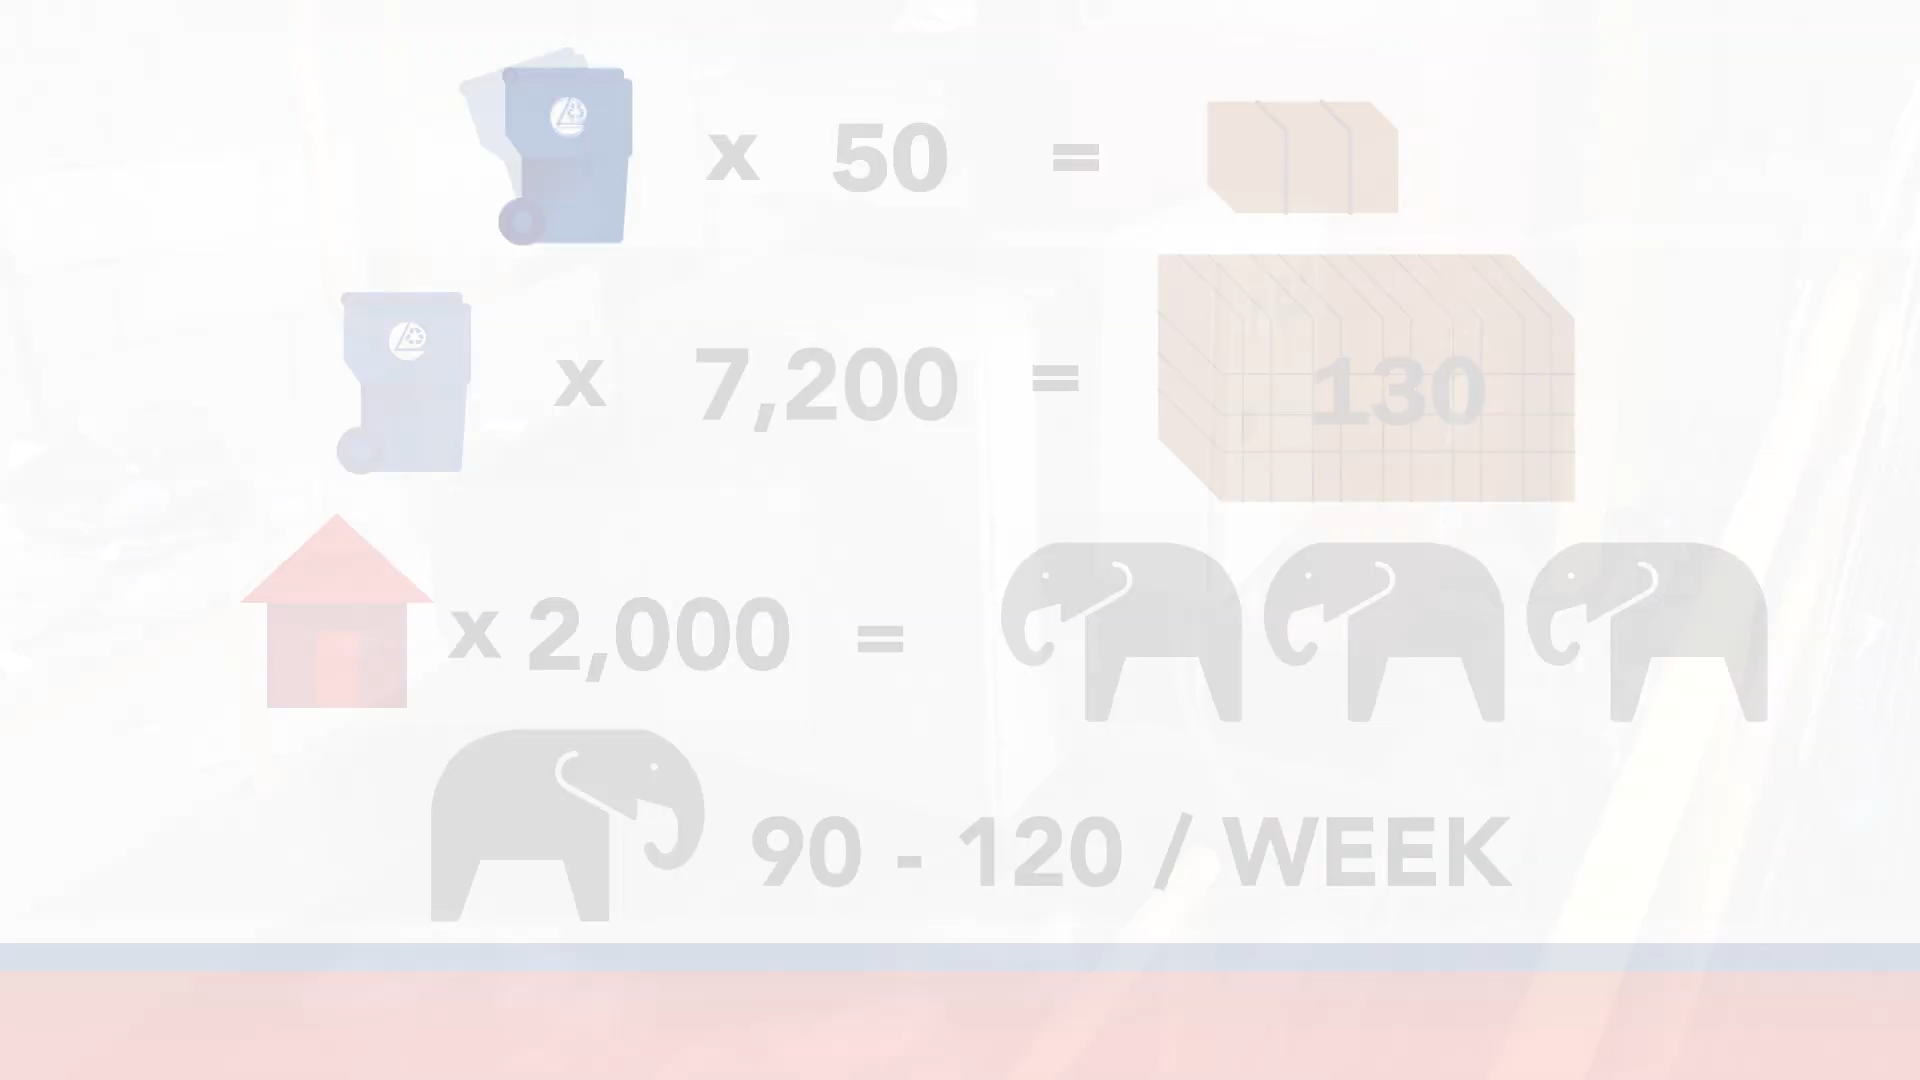 x 50 =
x 7,200 = 130
x 2,000 =
90 - 120 / WEEK